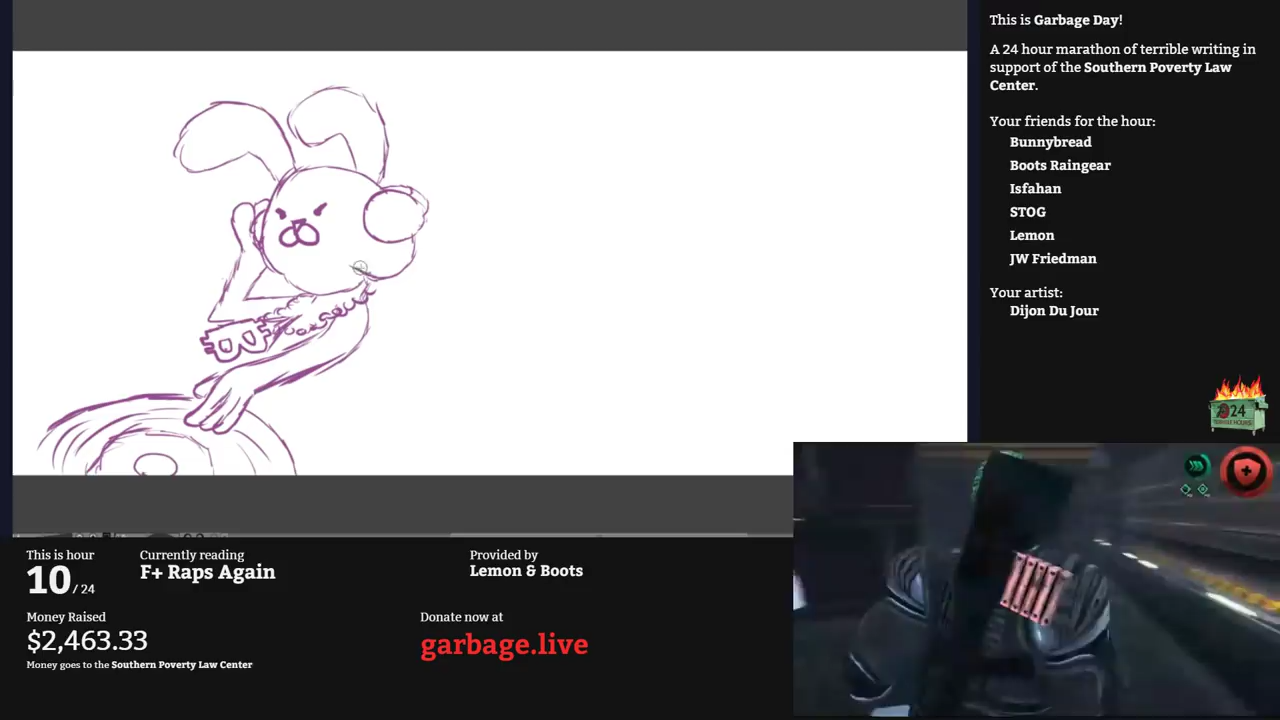 This is Garbage Day!
A 24 hour marathon of terrible writing in
support of the Southern Poverty Law
Center.
Your friends for the hour:
Bunnybread
Boots Raingear
Isfahan
STOG
Lemon
JW Friedman
Your artist:
Dijon Du Jour
This is hour
10 / 24
Currently reading
F+ Raps Again
Provided by
Lemon & Boots
Money Raised
$2,463.33
Money goes to the Southern Poverty Law Center
Donate now at
garbage.live